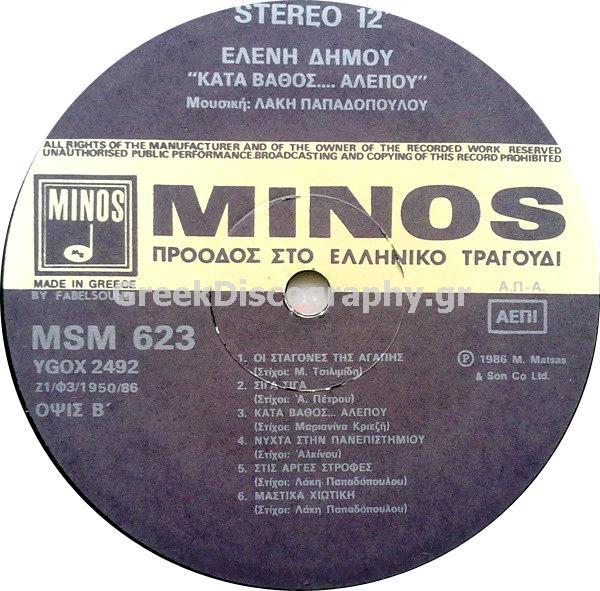 STEREO 12"
ΕΛΕΝΗ ΔΗΜΟΥ
"ΚΑΤΑ ΒΑΘΟΣ.... ΑΛΕΠΟΥ"
Μουσική: ΛΑΚΗ ΠΑΠΑΔΟΠΟΥΛΟΥ
ALL RIGHTS OF THE MANUFACTURER AND OF THE OWNER OF THE RECORDED WORK RESERVED
UNAUTHORISED PUBLIC PERFORMANCE.BROADCASTING AND COPYING OF THIS RECORD PROHIBITED
MINOS
MINOS
ΠΡΟΟΔΟΣ ΣΤΟ ΕΛΛΗΝΙΚΟ ΤΡΑΓΟΥΔΙ
MADE IN GREECE
BY FABELSOUND
GreekDiscography.gr
Α.Π-Α.
ΑΕΠΙ
MSM 623
YGOX 2492
Ζ1/Φ3/1950/86
ΟΨΙΣ Β΄
1. ΟΙ ΣΤΑΓΟΝΕΣ ΤΗΣ ΑΓΑΠΗΣ
(Στίχοι: Μ. Τσιλιμίδη)
2. ΣΙΓΑ ΣΙΓΑ
(Στίχοι: Ά. Πέτρου)
3. ΚΑΤΑ ΒΑΘΟΣ... ΑΛΕΠΟΥ
(Στίχοι: Μαριανίνα Κριεζή)
4. ΝΥΧΤΑ ΣΤΗΝ ΠΑΝΕΠΙΣΤΗΜΙΟΥ
(Στίχοι: Άλκίνου)
5. ΣΤΙΣ ΑΡΓΕΣ ΣΤΡΟΦΕΣ
(Στίχοι: Λάκη Παπαδόπουλου)
6. ΜΑΣΤΙΧΑ ΧΙΩΤΙΚΗ
(Στίχοι: Λάκη Παπαδόπουλου)
℗ 1986 M. Matsas
& Son Co Ltd.